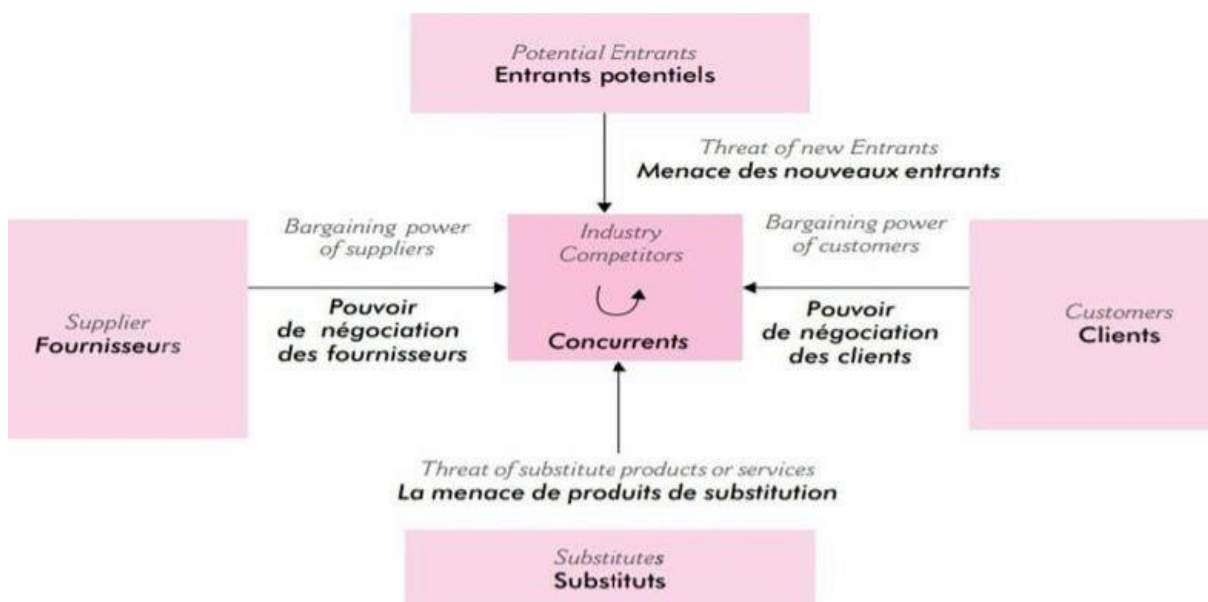 Potential Entrants
Entrants potentiels
Threat of new Entrants
Menace des nouveaux entrants
Bargaining power
of suppliers
Pouvoir
de négociation
des fournisseurs
Supplier
Fournisseurs
Industry
Competitors
Concurrents
Bargaining power
of customers
Pouvoir
de négociation
des clients
Customers
Clients
Threat of substitute products or services
La menace de produits de substitution
Substitutes
Substituts